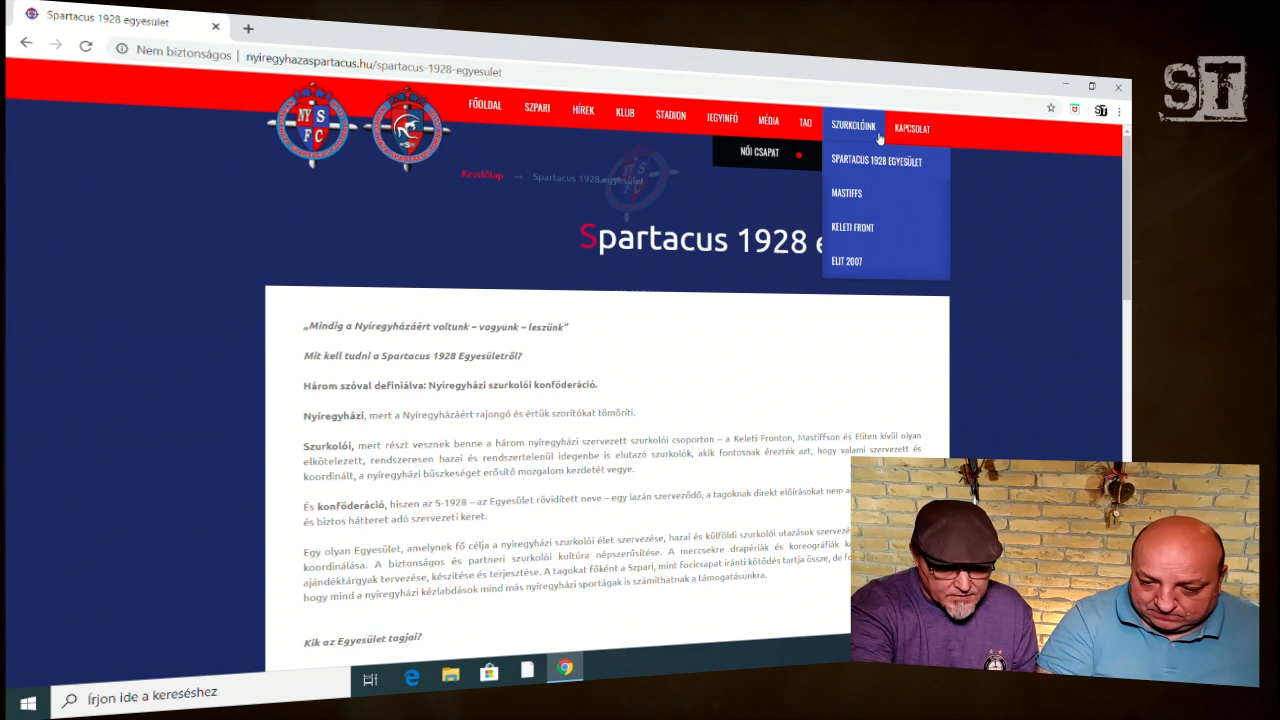 Spartacus 1928 egyesület
Nem biztonságos | nyiregyhazaspartacus.hu/spartacus-1928-egyesulet
ST
NY S
F C
FŐOLDAL SZPARI HÍREK KLUB STADION JEGYINFÓ MÉDIA TAO SZURKOLÓINK KAPCSOLAT
NŐI CSAPAT
SPARTACUS 1928 EGYESÜLET
MASTIFFS
KELETI FRONT
ELIT 2007
Kezdőlap → Spartacus 1928 egyesület
Spartacus 1928 e
„Mindig a Nyíregyházáért voltunk – vagyunk – leszünk”
Mit kell tudni a Spartacus 1928 Egyesületről?
Három szóval definiálva: Nyíregyházi szurkolói konföderáció.
Nyíregyházi, mert a Nyíregyházáért rajongó és értük szorítókat tömöríti.
Szurkolói, mert részt vesznek benne a három nyíregyházi szervezett szurkolói csoporton – a Keleti Fronton, Mastiffson és Eliten kívül olyan
elkötelezett, rendszeresen hazai és rendszertelenül idegenbe is elutazó szurkolók, akik fontosnak érezték azt, hogy valami szervezett és
koordinált, a nyíregyházi büszkeséget erősítő mozgalom kezdetét vegye.
És konföderáció, hiszen az S-1928 – az Egyesület rövidített neve – egy lazán szerveződő, a tagoknak direkt előírásokat nem a
és biztos hátteret adó szervezeti keret.
Egy olyan Egyesület, amelynek fő célja a nyíregyházi szurkolói élet szervezése, hazai és külföldi szurkolói utazások szervezés
koordinálása. A biztonságos és partneri szurkolói kultúra népszerűsítése. A meccsekre drapériák és koreográfiák k
ajándéktárgyak tervezése, készítése és terjesztése. A tagokat főként a Szpari, mint focicsapat iránti kötődés tartja össze, de fo
hogy mind a nyíregyházi kézlabdások mind más nyíregyházi sportágak is számíthatnak a támogatásunkra.
Kik az Egyesület tagjai?
Írjon ide a kereséshez